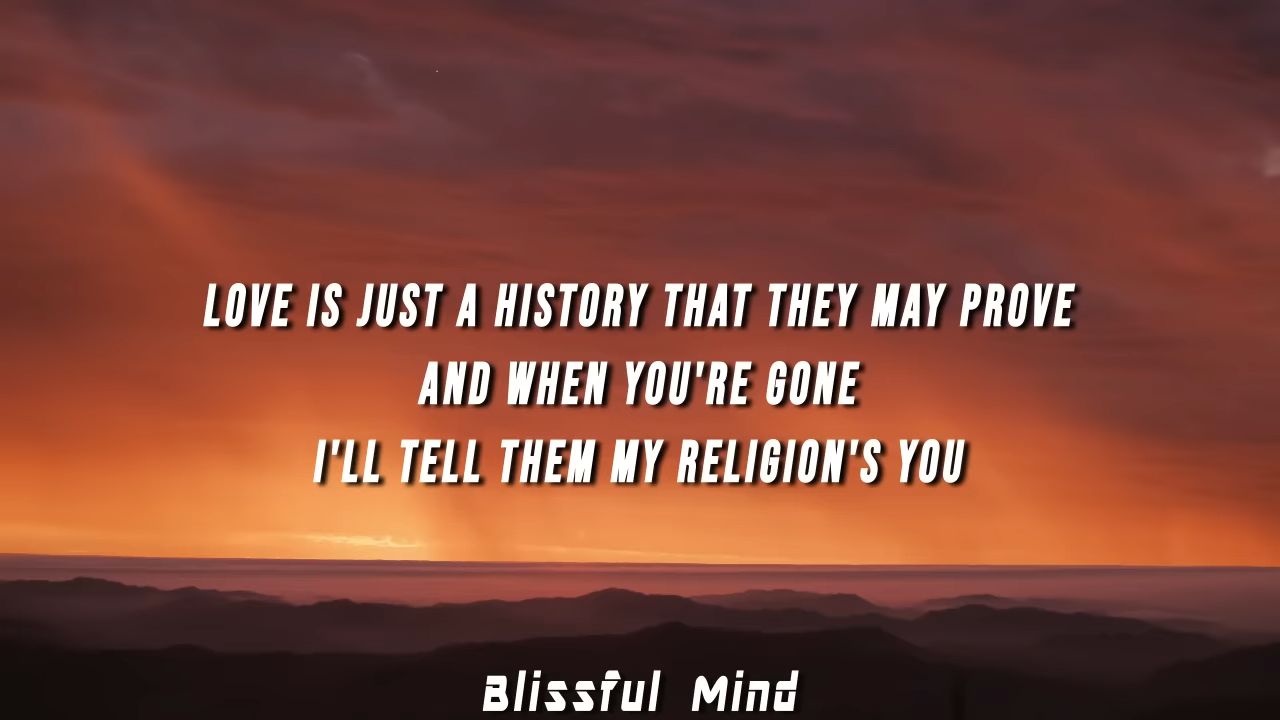 LOVE IS JUST A HISTORY THAT THEY MAY PROVE
AND WHEN YOU'RE GONE
I'LL TELL THEM MY RELIGION'S YOU
Blissful Mind